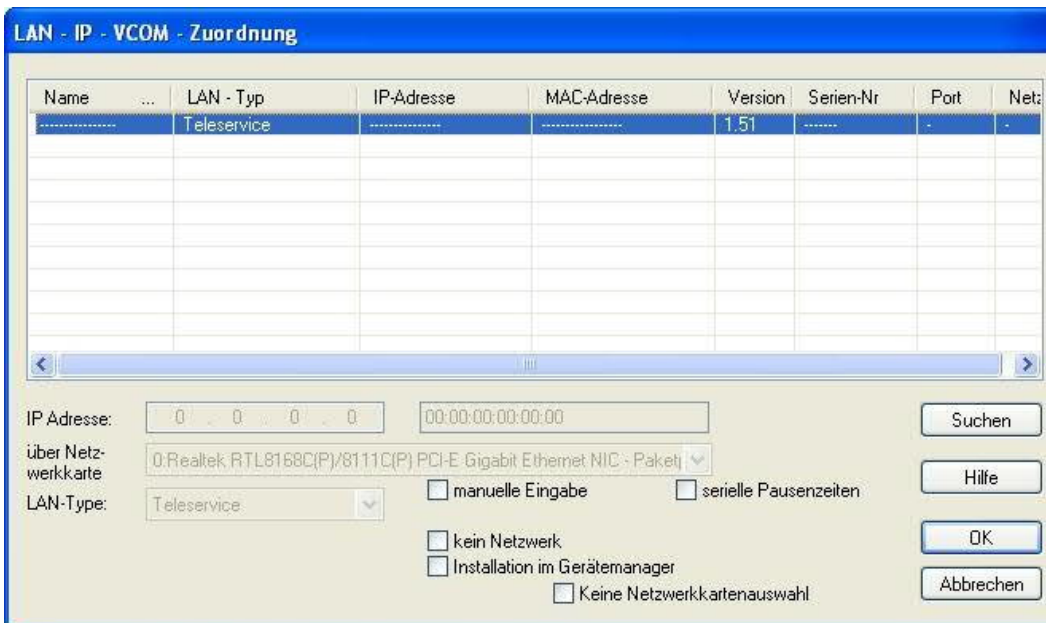 LAN - IP - VCOM - Zuordnung
Name ... LAN - Typ IP-Adresse MAC-Adresse Version Serien-Nr Port Netz
--------------- Teleservice -------------- ---------------- 1.51 ------- - -
IP Adresse: 0 . 0 . 0 . 0 00:00:00:00:00:00 Suchen
über Netz-
werkkarte 0:Realtek RTL8168C(P)/8111C(P) PCI-E Gigabit Ethernet NIC - Paketp
Hilfe
LAN-Type: Teleservice manuelle Eingabe serielle Pausenzeiten
kein Netzwerk OK
Installation im Gerätemanager
Keine Netzwerkkartenauswahl Abbrechen